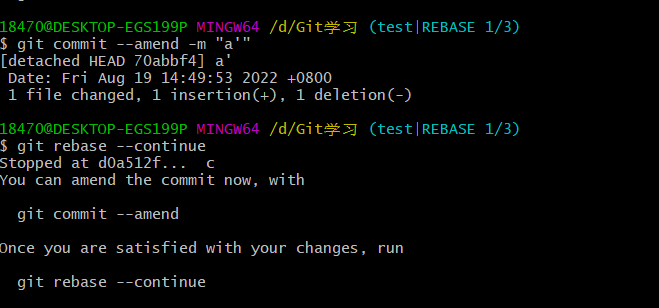 18470@DESKTOP-EGS199P MINGW64 /d/Git学习 (test|REBASE 1/3)
$ git commit --amend -m "a'"
[detached HEAD 70abbf4] a'
 Date: Fri Aug 19 14:49:53 2022 +0800
 1 file changed, 1 insertion(+), 1 deletion(-)
18470@DESKTOP-EGS199P MINGW64 /d/Git学习 (test|REBASE 1/3)
$ git rebase --continue
Stopped at d0a512f...  c
You can amend the commit now, with
  git commit --amend
Once you are satisfied with your changes, run
  git rebase --continue